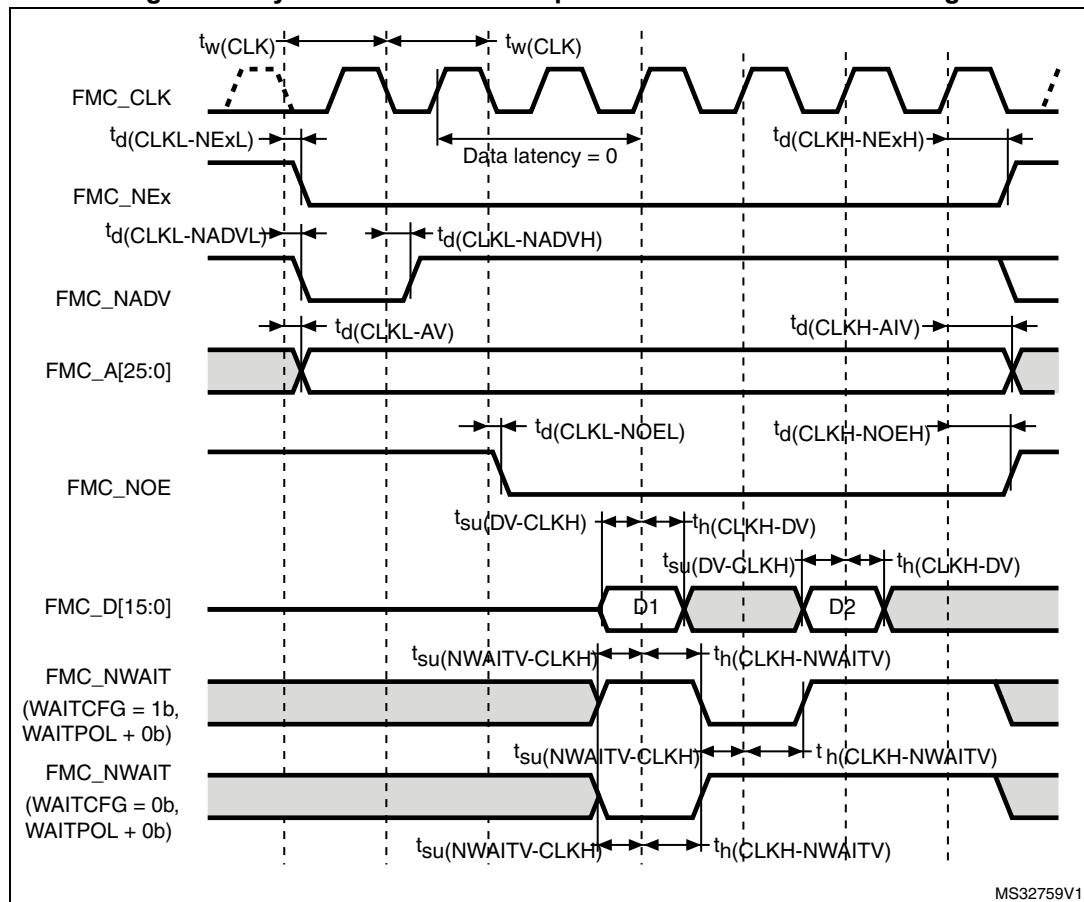 tw(CLK) tw(CLK)
FMC_CLK
td(CLKL-NExL) Data latency = 0 td(CLKH-NExH)
FMC_NEx
td(CLKL-NADVL) td(CLKL-NADVH)
FMC_NADV
td(CLKL-AV) td(CLKH-AIV)
FMC_A[25:0]
td(CLKL-NOEL) td(CLKH-NOEH)
FMC_NOE
tsu(DV-CLKH) th(CLKH-DV)
tsu(DV-CLKH) th(CLKH-DV)
FMC_D[15:0] D1 D2
tsu(NWAITV-CLKH) th(CLKH-NWAITV)
FMC_NWAIT
(WAITCFG = 1b,
WAITPOL + 0b)
tsu(NWAITV-CLKH) th(CLKH-NWAITV)
FMC_NWAIT
(WAITCFG = 0b,
WAITPOL + 0b)
tsu(NWAITV-CLKH) th(CLKH-NWAITV)
MS32759V1